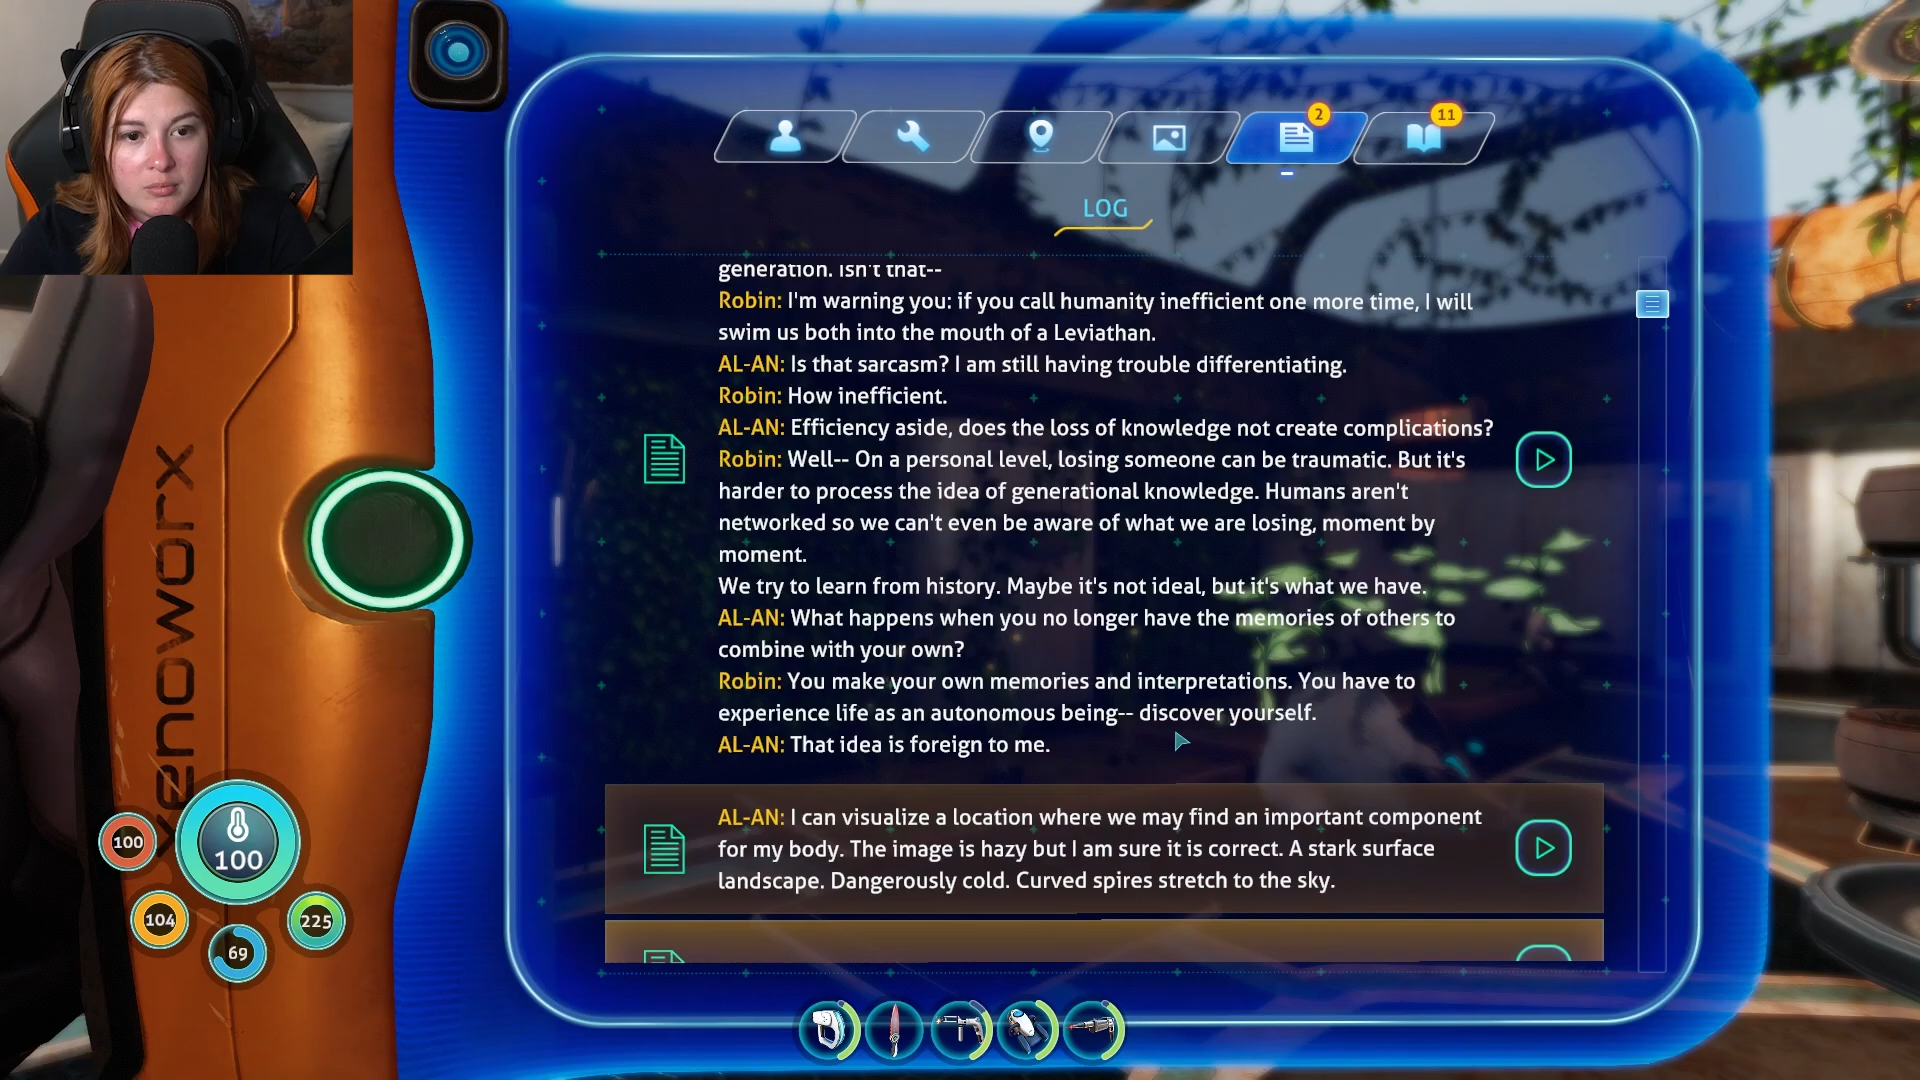 2
11
LOG
generation. Isn't that--
Robin: I'm warning you: if you call humanity inefficient one more time, I will
swim us both into the mouth of a Leviathan.
AL-AN: Is that sarcasm? I am still having trouble differentiating.
Robin: How inefficient.
AL-AN: Efficiency aside, does the loss of knowledge not create complications?
Robin: Well-- On a personal level, losing someone can be traumatic. But it's
harder to process the idea of generational knowledge. Humans aren't
networked so we can't even be aware of what we are losing, moment by
moment.
We try to learn from history. Maybe it's not ideal, but it's what we have.
AL-AN: What happens when you no longer have the memories of others to
combine with your own?
Robin: You make your own memories and interpretations. You have to
experience life as an autonomous being-- discover yourself.
AL-AN: That idea is foreign to me.
AL-AN: I can visualize a location where we may find an important component
for my body. The image is hazy but I am sure it is correct. A stark surface
landscape. Dangerously cold. Curved spires stretch to the sky.
xenoworx
100
100
104
225
69